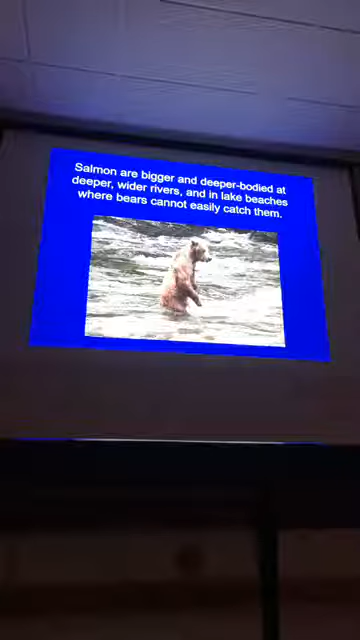 Salmon are bigger and deeper-bodied at
deeper, wider rivers, and in lake beaches
where bears cannot easily catch them.